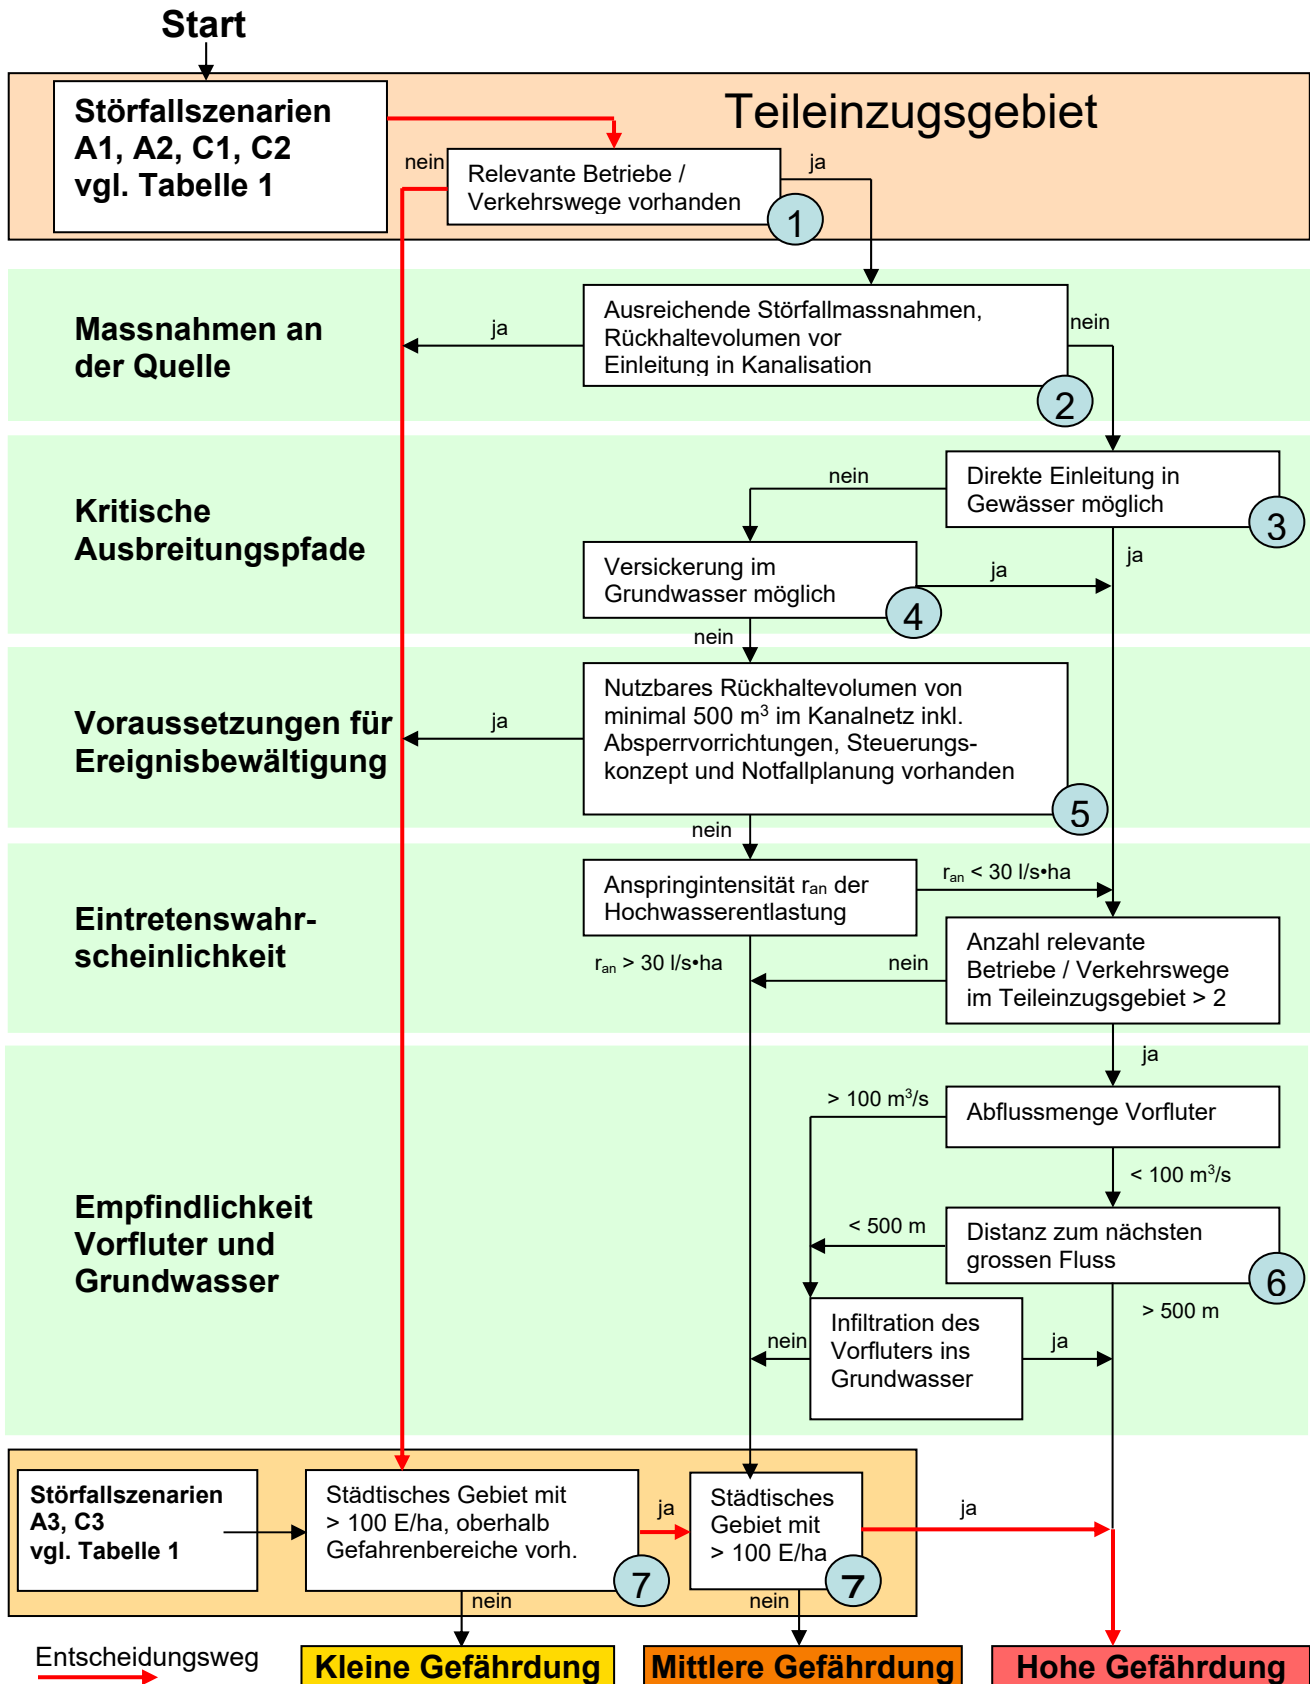 Start
Störfallszenarien
A1, A2, C1, C2
vgl. Tabelle 1
Teileinzugsgebiet
nein
Relevante Betriebe /
Verkehrswege vorhanden
ja
1
Massnahmen an
der Quelle
ja
Ausreichende Störfallmassnahmen,
Rückhaltevolumen vor
Einleitung in Kanalisation
nein
2
Kritische
Ausbreitungspfade
nein
Direkte Einleitung in
Gewässer möglich
3
ja
Versickerung im
Grundwasser möglich
ja
4
nein
Voraussetzungen für
Ereignisbewältigung
ja
Nutzbares Rückhaltevolumen von
minimal 500 m³ im Kanalnetz inkl.
Absperrvorrichtungen, Steuerungs-
konzept und Notfallplanung vorhanden
5
nein
Eintretenswahr-
scheinlichkeit
Anspringintensität ran der
Hochwasserentlastung
ran < 30 l/s•ha
ran > 30 l/s•ha
nein
Anzahl relevante
Betriebe / Verkehrswege
im Teileinzugsgebiet > 2
ja
Empfindlichkeit
Vorfluter und
Grundwasser
> 100 m³/s
Abflussmenge Vorfluter
< 100 m³/s
< 500 m
Distanz zum nächsten
grossen Fluss
6
> 500 m
nein
Infiltration des
Vorfluters ins
Grundwasser
ja
Störfallszenarien
A3, C3
vgl. Tabelle 1
Städtisches Gebiet mit
> 100 E/ha, oberhalb
Gefahrenbereiche vorh.
7
ja
Städtisches
Gebiet mit
> 100 E/ha
7
ja
nein
nein
Entscheidungsweg
Kleine Gefährdung
Mittlere Gefährdung
Hohe Gefährdung